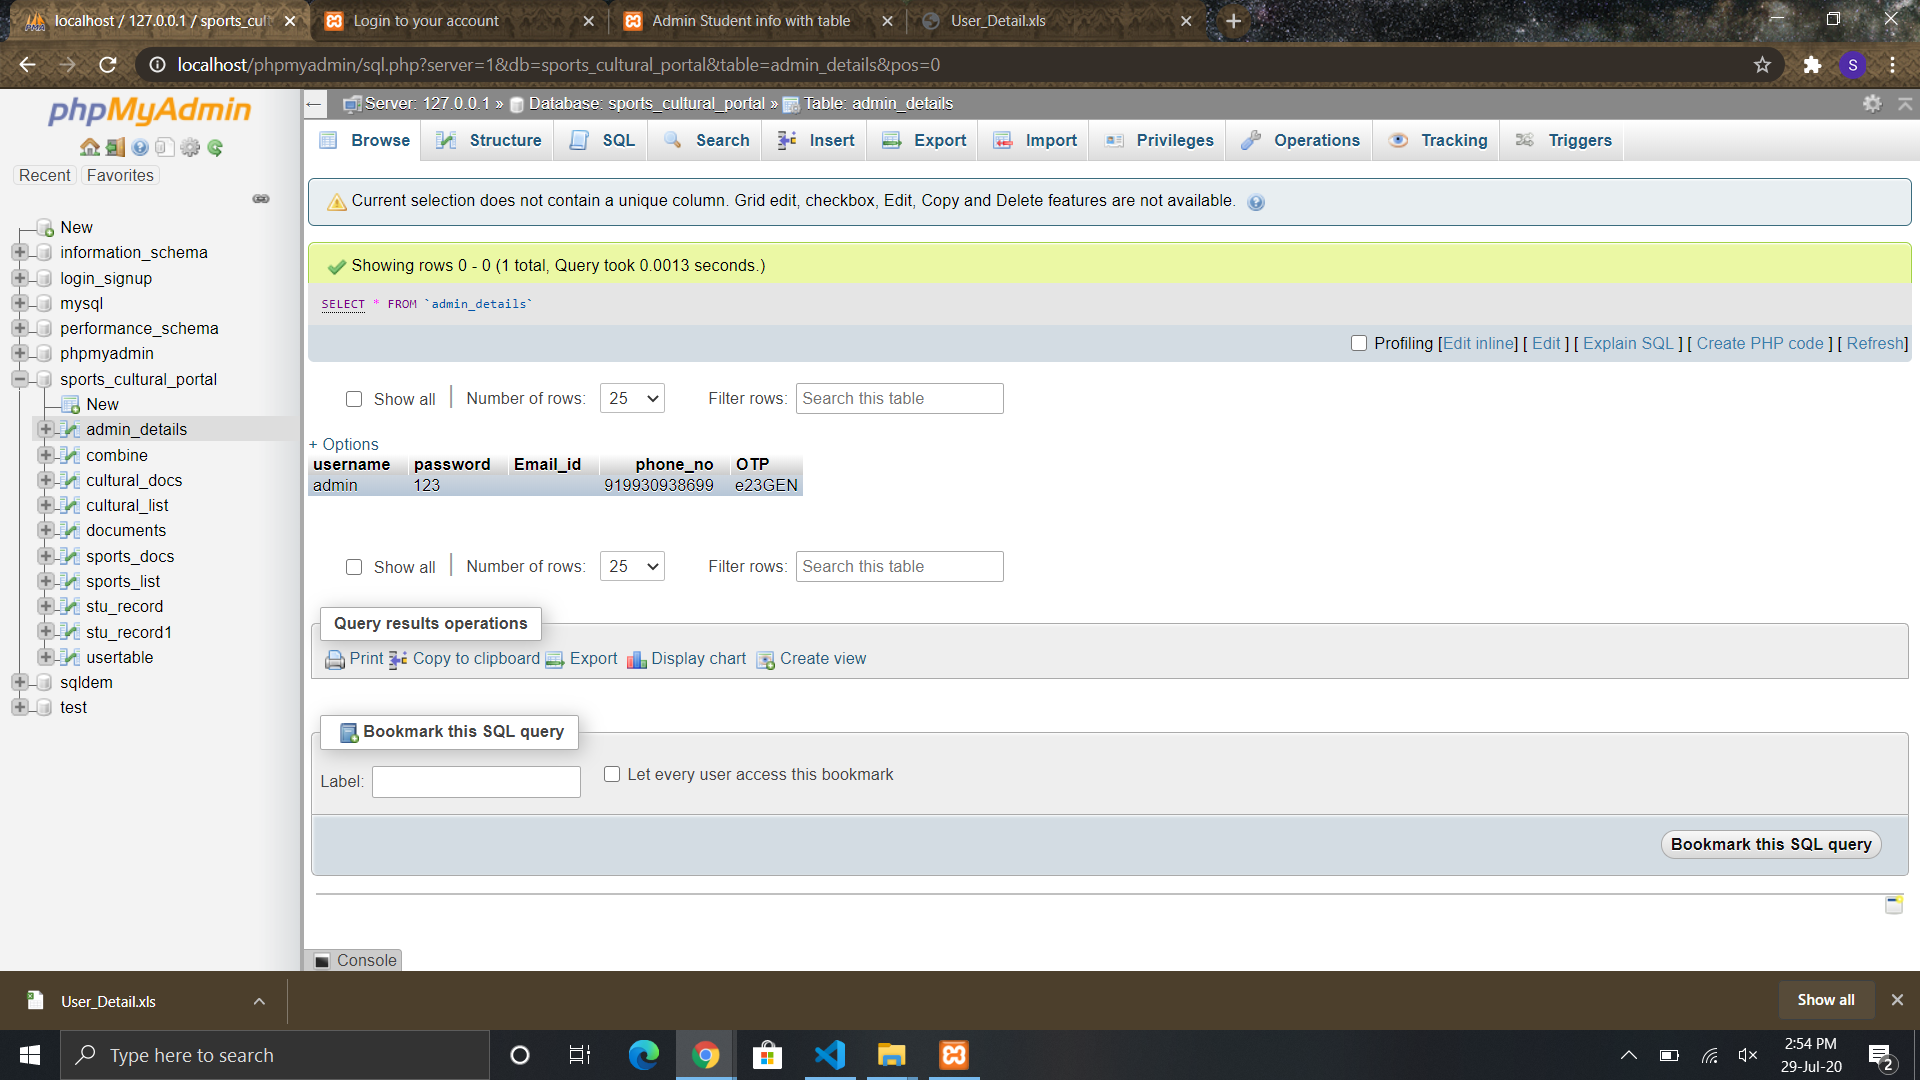 localhost / 127.0.0.1 / sports_cult
Login to your account
Admin Student info with table
User_Detail.xls
localhost/phpmyadmin/sql.php?server=1&db=sports_cultural_portal&table=admin_details&pos=0
phpMyAdmin
Recent Favorites
New
information_schema
login_signup
mysql
performance_schema
phpmyadmin
sports_cultural_portal
New
admin_details
combine
cultural_docs
cultural_list
documents
sports_docs
sports_list
stu_record
stu_record1
usertable
sqldem
test
Server: 127.0.0.1 » Database: sports_cultural_portal » Table: admin_details
Browse Structure SQL Search Insert Export Import Privileges Operations Tracking Triggers
Current selection does not contain a unique column. Grid edit, checkbox, Edit, Copy and Delete features are not available.
Showing rows 0 - 0 (1 total, Query took 0.0013 seconds.)
SELECT * FROM `admin_details`
Profiling [Edit inline] [ Edit ] [ Explain SQL ] [ Create PHP code ] [ Refresh]
Show all | Number of rows: 25 Filter rows: Search this table
+ Options
username password Email_id phone_no OTP
admin 123 919930938699 e23GEN
Show all | Number of rows: 25 Filter rows: Search this table
Query results operations
Print Copy to clipboard Export Display chart Create view
Bookmark this SQL query
Label: Let every user access this bookmark
Bookmark this SQL query
Console
User_Detail.xls
Show all
Type here to search
2:54 PM
29-Jul-20
2
S